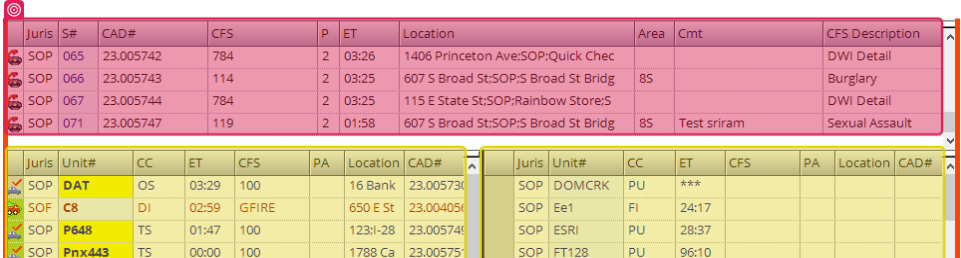 Juris S# CAD# CFS P ET Location Area Cmt CFS Description
SOP 065 23.005742 784 2 03:26 1406 Princeton Ave;SOP;Quick Chec DWI Detail
SOP 066 23.005743 114 2 03:25 607 S Broad St:SOP;S Broad St Bridg 8S Burglary
SOP 067 23.005744 784 2 03:25 115 E State St:SOP;Rainbow Store;S DWI Detail
SOP 071 23.005747 119 2 01:58 607 S Broad St:SOP;S Broad St Bridg 8S Test sriram Sexual Assault
Juris Unit# CC ET CFS PA Location CAD#
SOP DAT OS 03:29 100 16 Bank 23.00573
SOF C8 DI 02:59 GFIRE 650 E St 23.00405
SOP P648 TS 01:47 100 123;I-28 23.00574
SOP Pnx443 TS 00:00 100 1788 Ca 23.00575
Juris Unit# CC ET CFS PA Location CAD#
SOP DOMCRK PU ***
SOP Ee1 FI 24:17
SOP ESRI PU 28:37
SOP FT128 PU 96:10